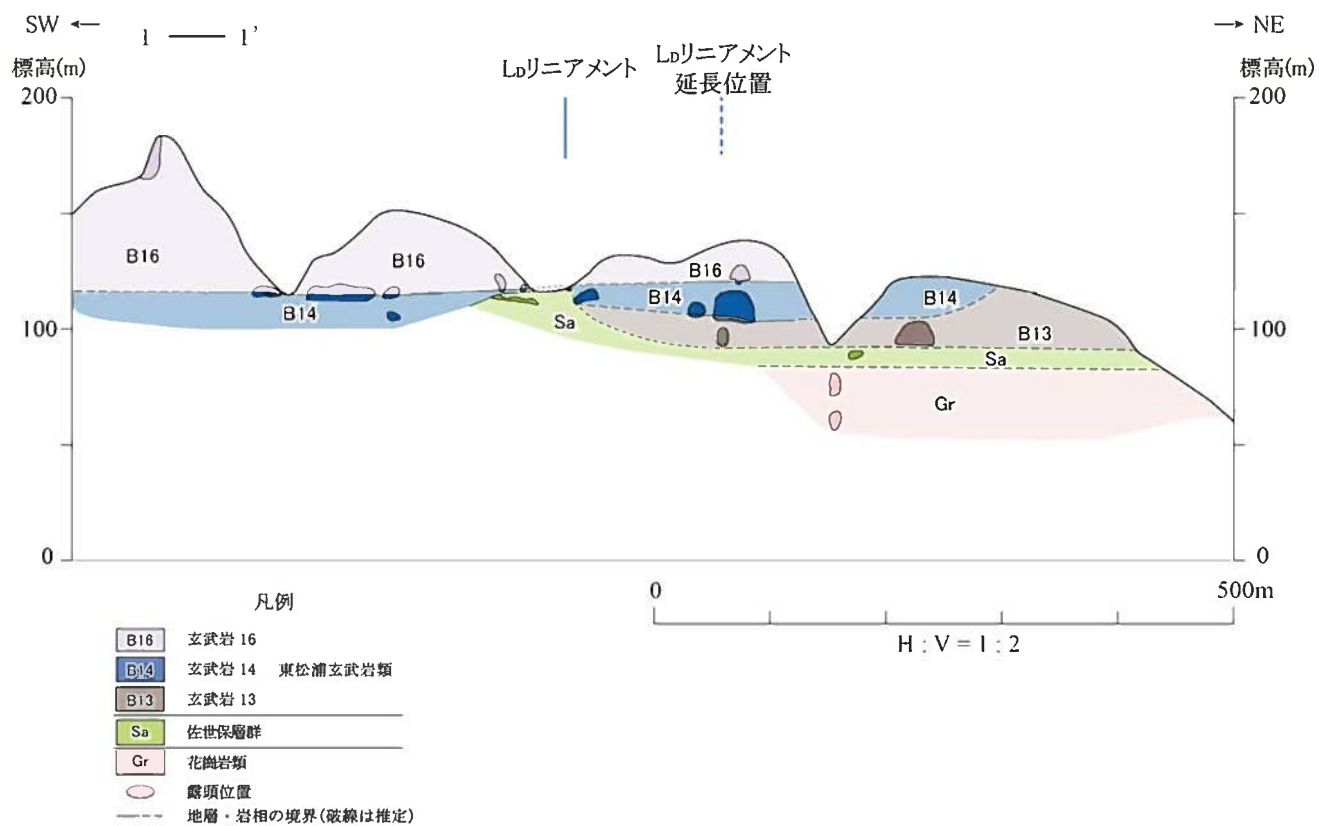 SW ← 1 — 1'
→ NE
標高(m)
LDリニアメント
LDリニアメント
延長位置
標高(m)
200
200
B16
B16
B16
B14
B14
B14
Sa
B13
100
100
Sa
Gr
0
0
0
500m
H : V = 1 : 2
凡例
B16 玄武岩 16
B14 玄武岩 14 東松浦玄武岩類
B13 玄武岩 13
Sa 佐世保層群
Gr 花崗岩類
露頭位置
地層・岩相の境界(破線は推定)